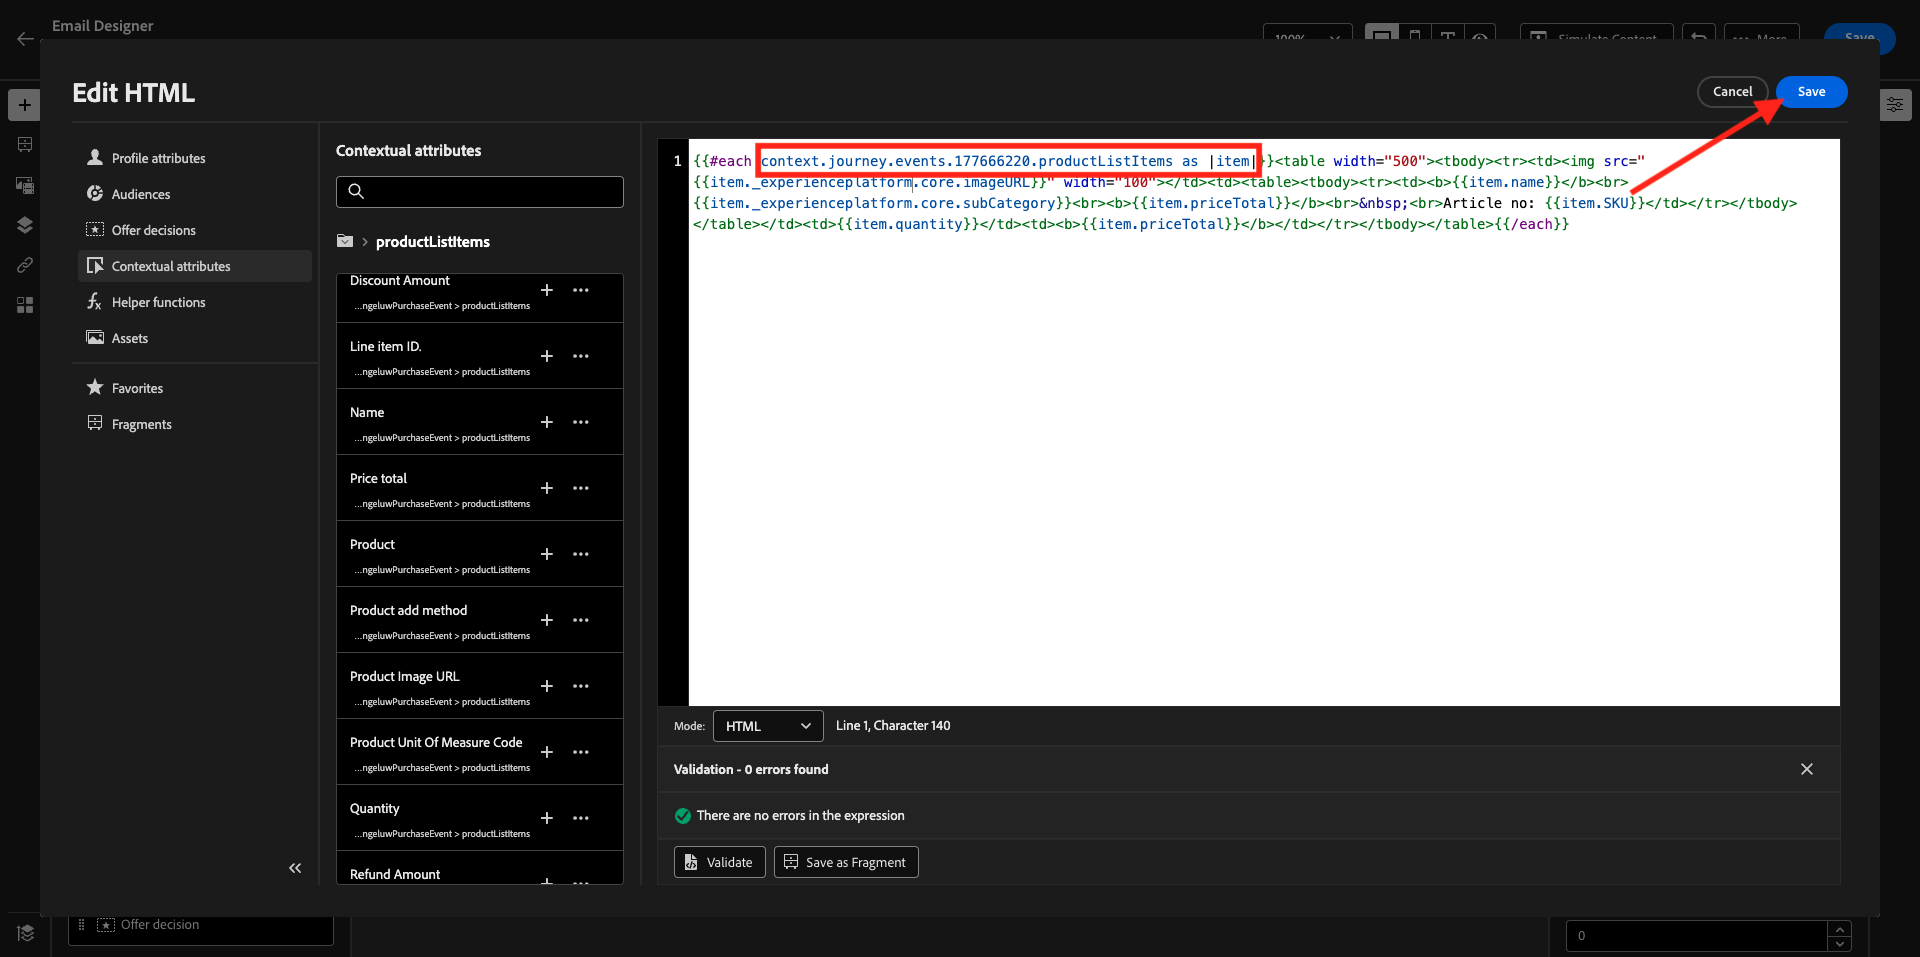 Email Designer
100%
Simulate Content
More
Save
Edit HTML
Cancel
Save
Profile attributes
Audiences
Offer decisions
Contextual attributes
Helper functions
Assets
Favorites
Fragments
Contextual attributes
productListItems
Discount Amount
...ngeluwPurchaseEvent > productListItems
Line item ID.
...ngeluwPurchaseEvent > productListItems
Name
...ngeluwPurchaseEvent > productListItems
Price total
...ngeluwPurchaseEvent > productListItems
Product
...ngeluwPurchaseEvent > productListItems
Product add method
...ngeluwPurchaseEvent > productListItems
Product Image URL
...ngeluwPurchaseEvent > productListItems
Product Unit Of Measure Code
...ngeluwPurchaseEvent > productListItems
Quantity
...ngeluwPurchaseEvent > productListItems
Refund Amount
1 {{#each context.journey.events.177666220.productListItems as |item|}}<table width="500"><tbody><tr><td><img src="
{{item._experienceplatform.core.imageURL}}" width="100"></td><td><table><tbody><tr><td><b>{{item.name}}</b><br>
{{item._experienceplatform.core.subCategory}}<br><b>{{item.priceTotal}}</b><br>&nbsp;<br>Article no: {{item.SKU}}</td></tr></tbody>
</table></td><td>{{item.quantity}}</td><td><b>{{item.priceTotal}}</b></td></tr></tbody></table>{{/each}}
Mode: HTML Line 1, Character 140
Validation - 0 errors found
There are no errors in the expression
Validate
Save as Fragment
Offer decision
0